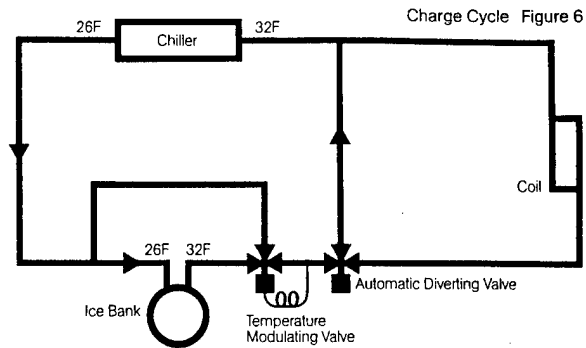 Charge Cycle Figure 6
26F
Chiller
32F
Coil
26F
32F
Automatic Diverting Valve
Ice Bank
Temperature
Modulating Valve